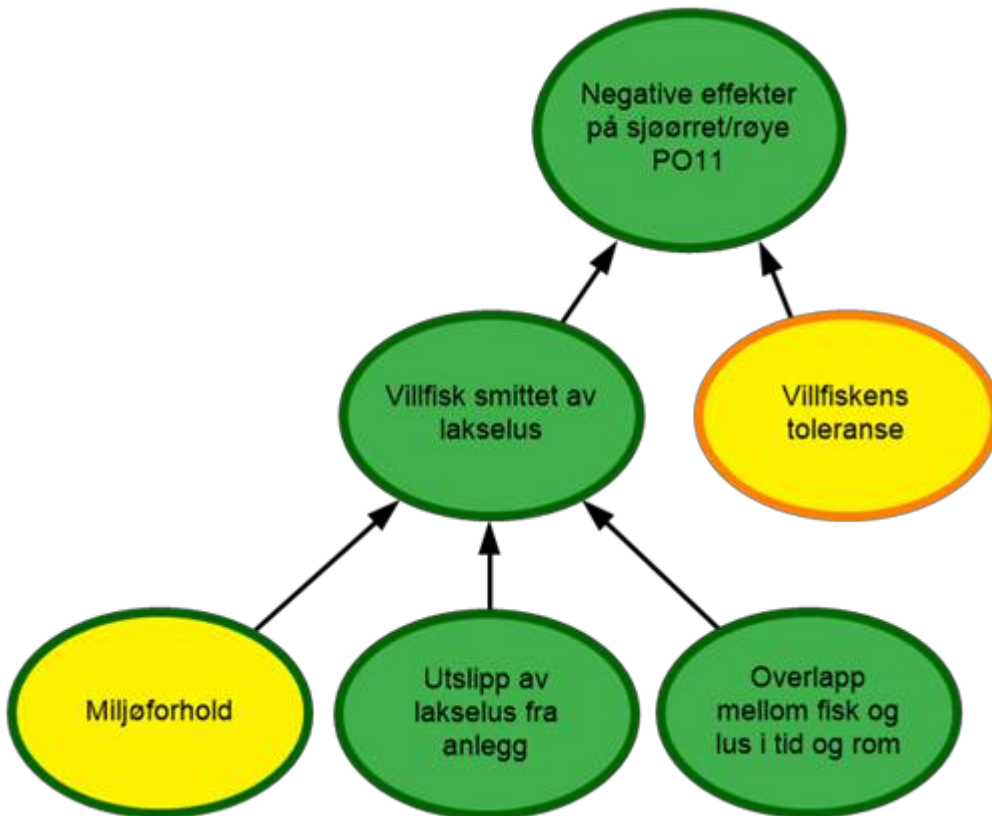 Negative effekter
på sjøørret/røye
PO11
Villfisk smittet av
lakselus
Villfiskens
toleranse
Miljøforhold
Utslipp av
lakselus fra
anlegg
Overlapp
mellom fisk og
lus i tid og rom